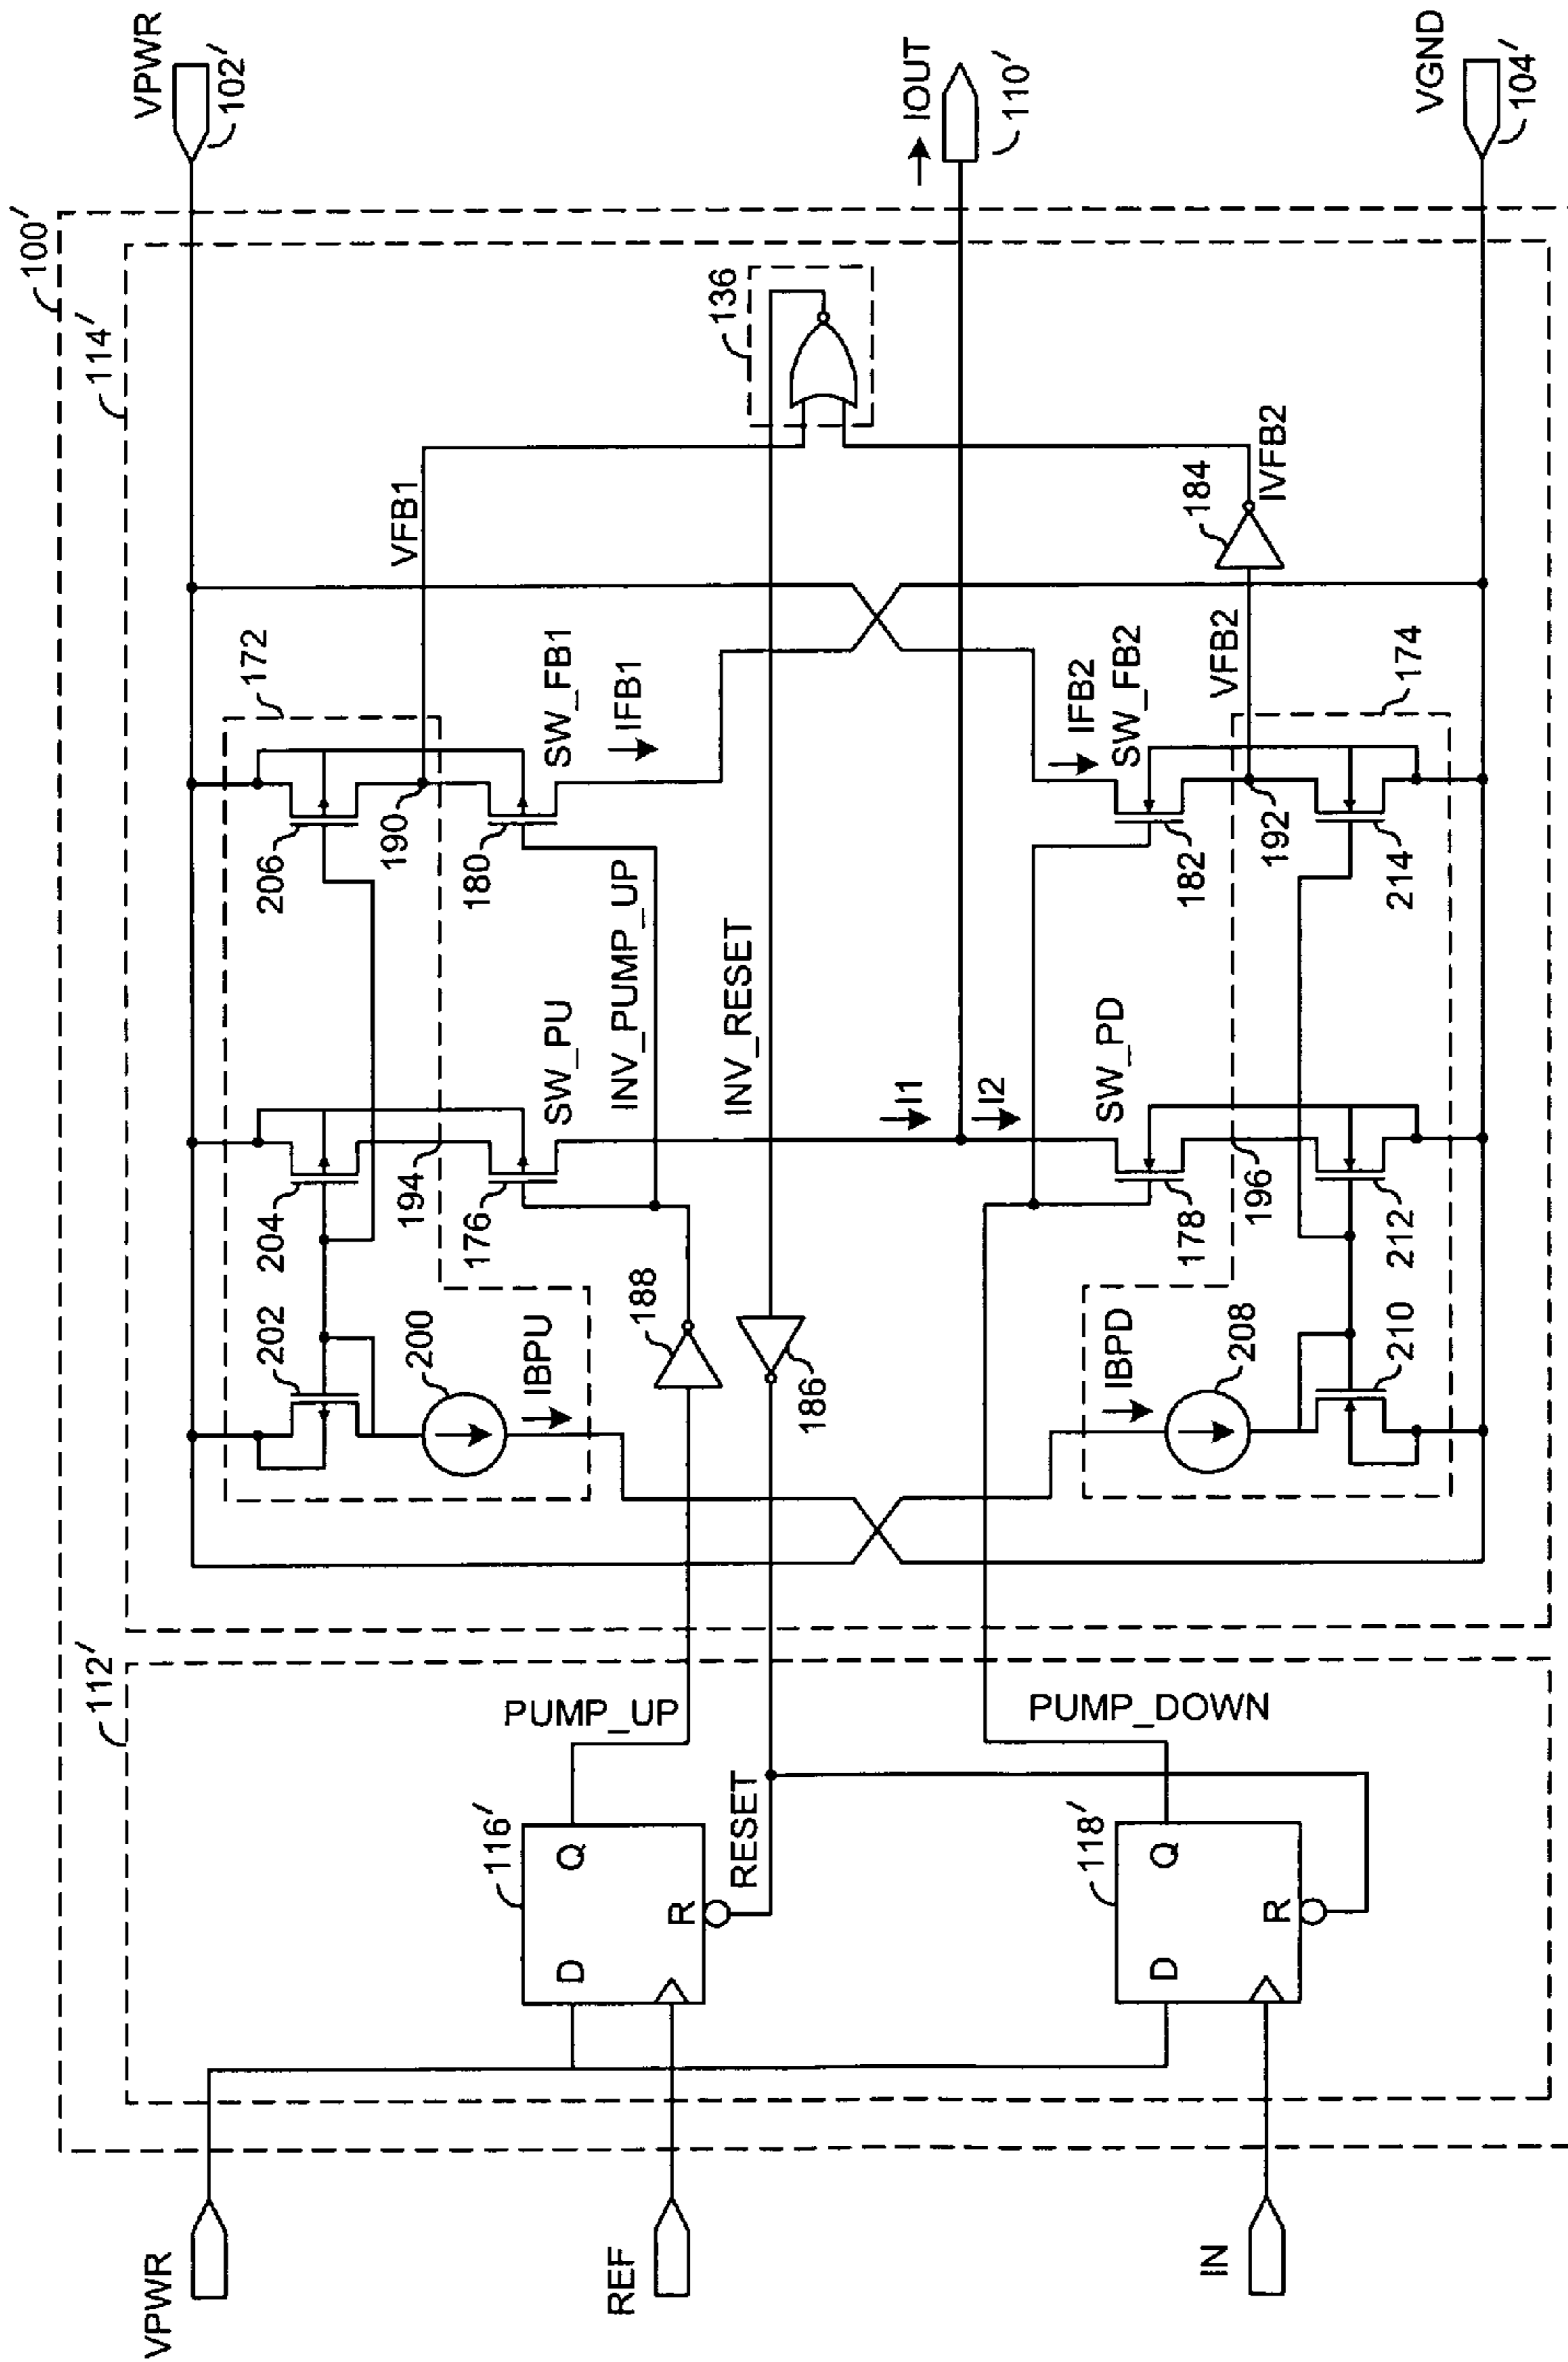 100′
114′
112′
VPWR
102′
VPWR
REF
IN
116′
D
Q
R
RESET
118′
D
Q
R
PUMP_UP
PUMP_DOWN
172
202
204
206
200
IBPU
194
190
VFB1
188
176
SW_PU
180
SW_FB1
IFB1
INV_PUMP_UP
186
INV_RESET
136
I1
I2
IOUT
110′
IBPD
208
210
178
SW_PD
196
212
182
IFB2
SW_FB2
192
VFB2
214
174
184
IVFB2
VGND
104′